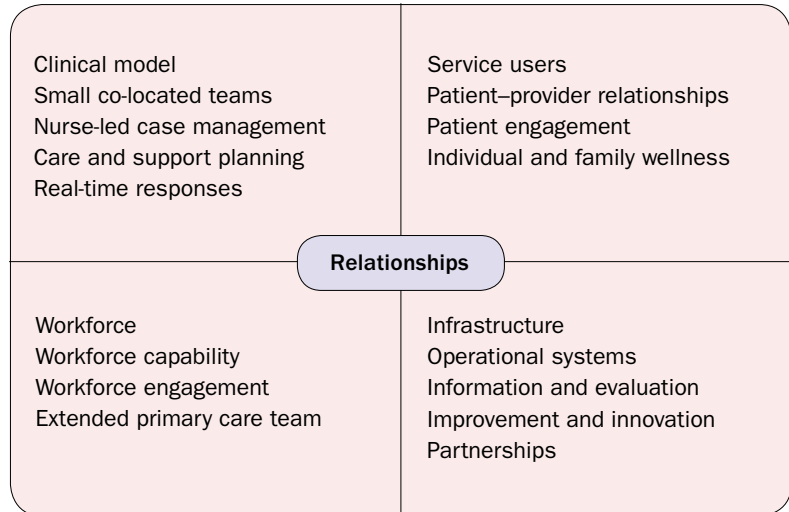 Clinical model
Small co-located teams
Nurse-led case management
Care and support planning
Real-time responses
Service users
Patient–provider relationships
Patient engagement
Individual and family wellness
Relationships
Workforce
Workforce capability
Workforce engagement
Extended primary care team
Infrastructure
Operational systems
Information and evaluation
Improvement and innovation
Partnerships